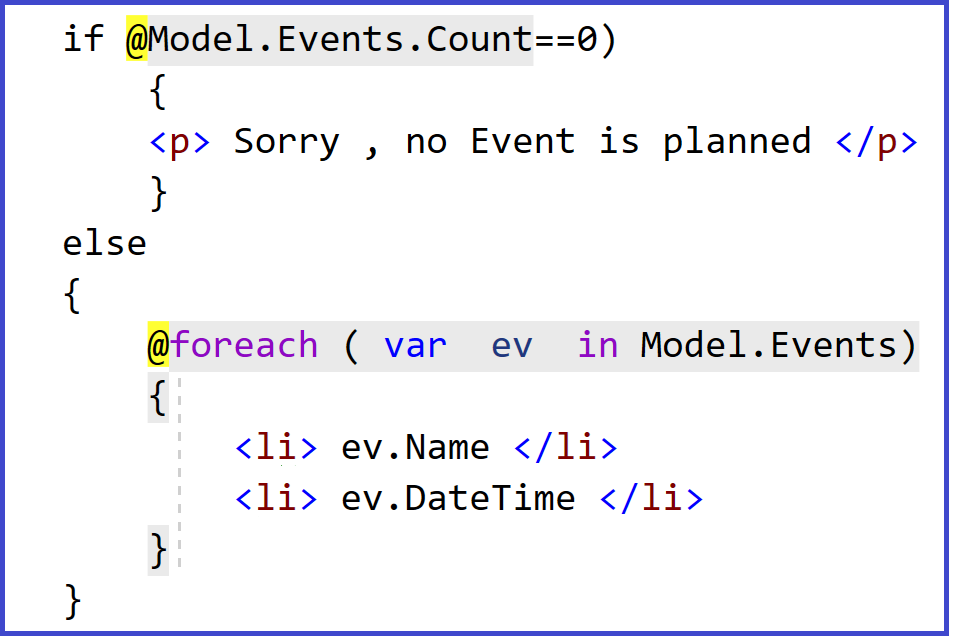 if @Model.Events.Count==0)
{
<p> Sorry , no Event is planned </p>
}
else
{
@foreach ( var ev in Model.Events)
{
<li> ev.Name </li>
<li> ev.DateTime </li>
}
}